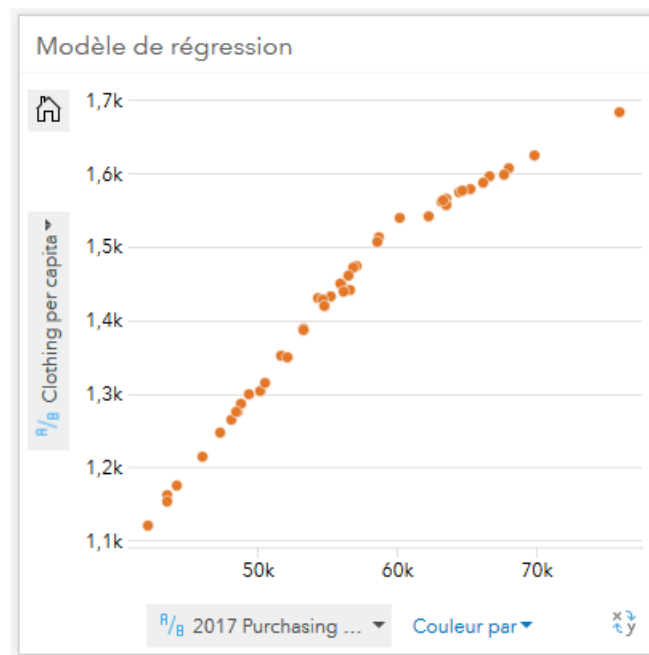 Modèle de régression
1,7k
1,6k
1,5k
1,4k
1,3k
1,2k
1,1k
A/B Clothing per capita
50k 60k 70k
A/B 2017 Purchasing ... Couleur par
x y